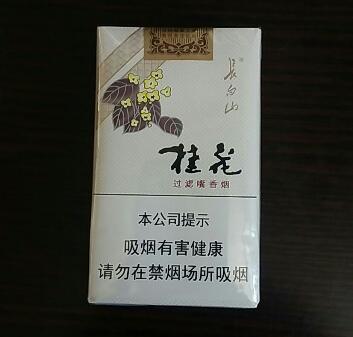 長白山
桂花
过滤嘴香烟
本公司提示
吸烟有害健康
请勿在禁烟场所吸烟